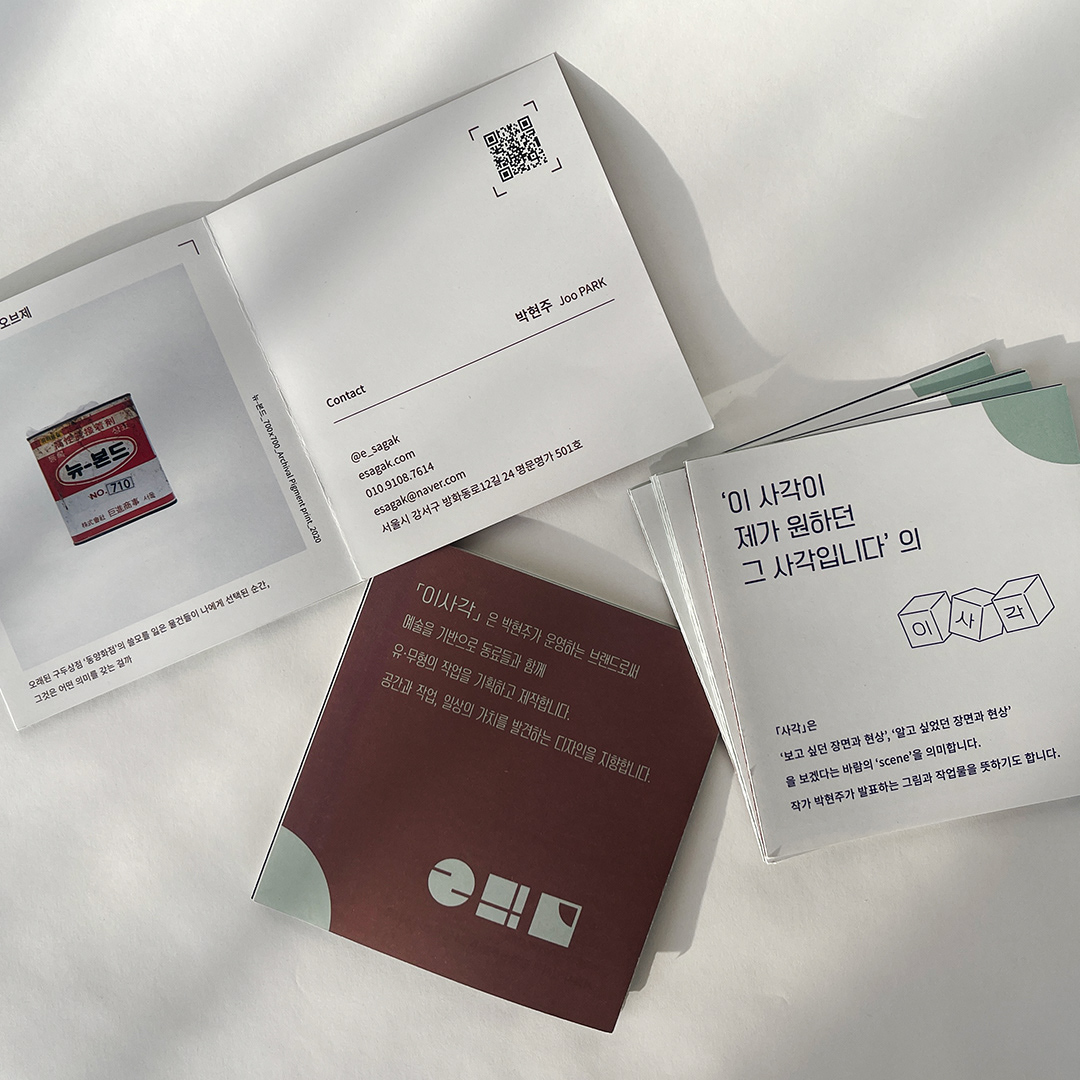 오브제
뉴-본드
NO. 710
株式會社 巨進商事 서울
뉴-본드_700x700_Archival Pigment print_2020
오래된 구두상점 '동양화점'의 쓸모를 잃은 물건들이 나에게 선택된 순간,
그것은 어떤 의미를 갖는 걸까
박현주 Joo PARK
Contact
@e_sagak
esagak.com
010.9108.7614
esagak@naver.com
서울시 강서구 방화동로12길 24 명문명가 501호
「이사각」은 박현주가 운영하는 브랜드로써
예술을 기반으로 동료들과 함께
유·무형의 작업을 기획하고 제작합니다.
공간과 작업, 일상의 가치를 발견하는 디자인을 지향합니다.
'이 사각이
제가 원하던
그 사각입니다' 의
이 사 각
「사각」은
'보고 싶던 장면과 현상', '알고 싶었던 장면과 현상'
을 보겠다는 바람의 'scene'을 의미합니다.
작가 박현주가 발표하는 그림과 작업물을 뜻하기도 합니다.